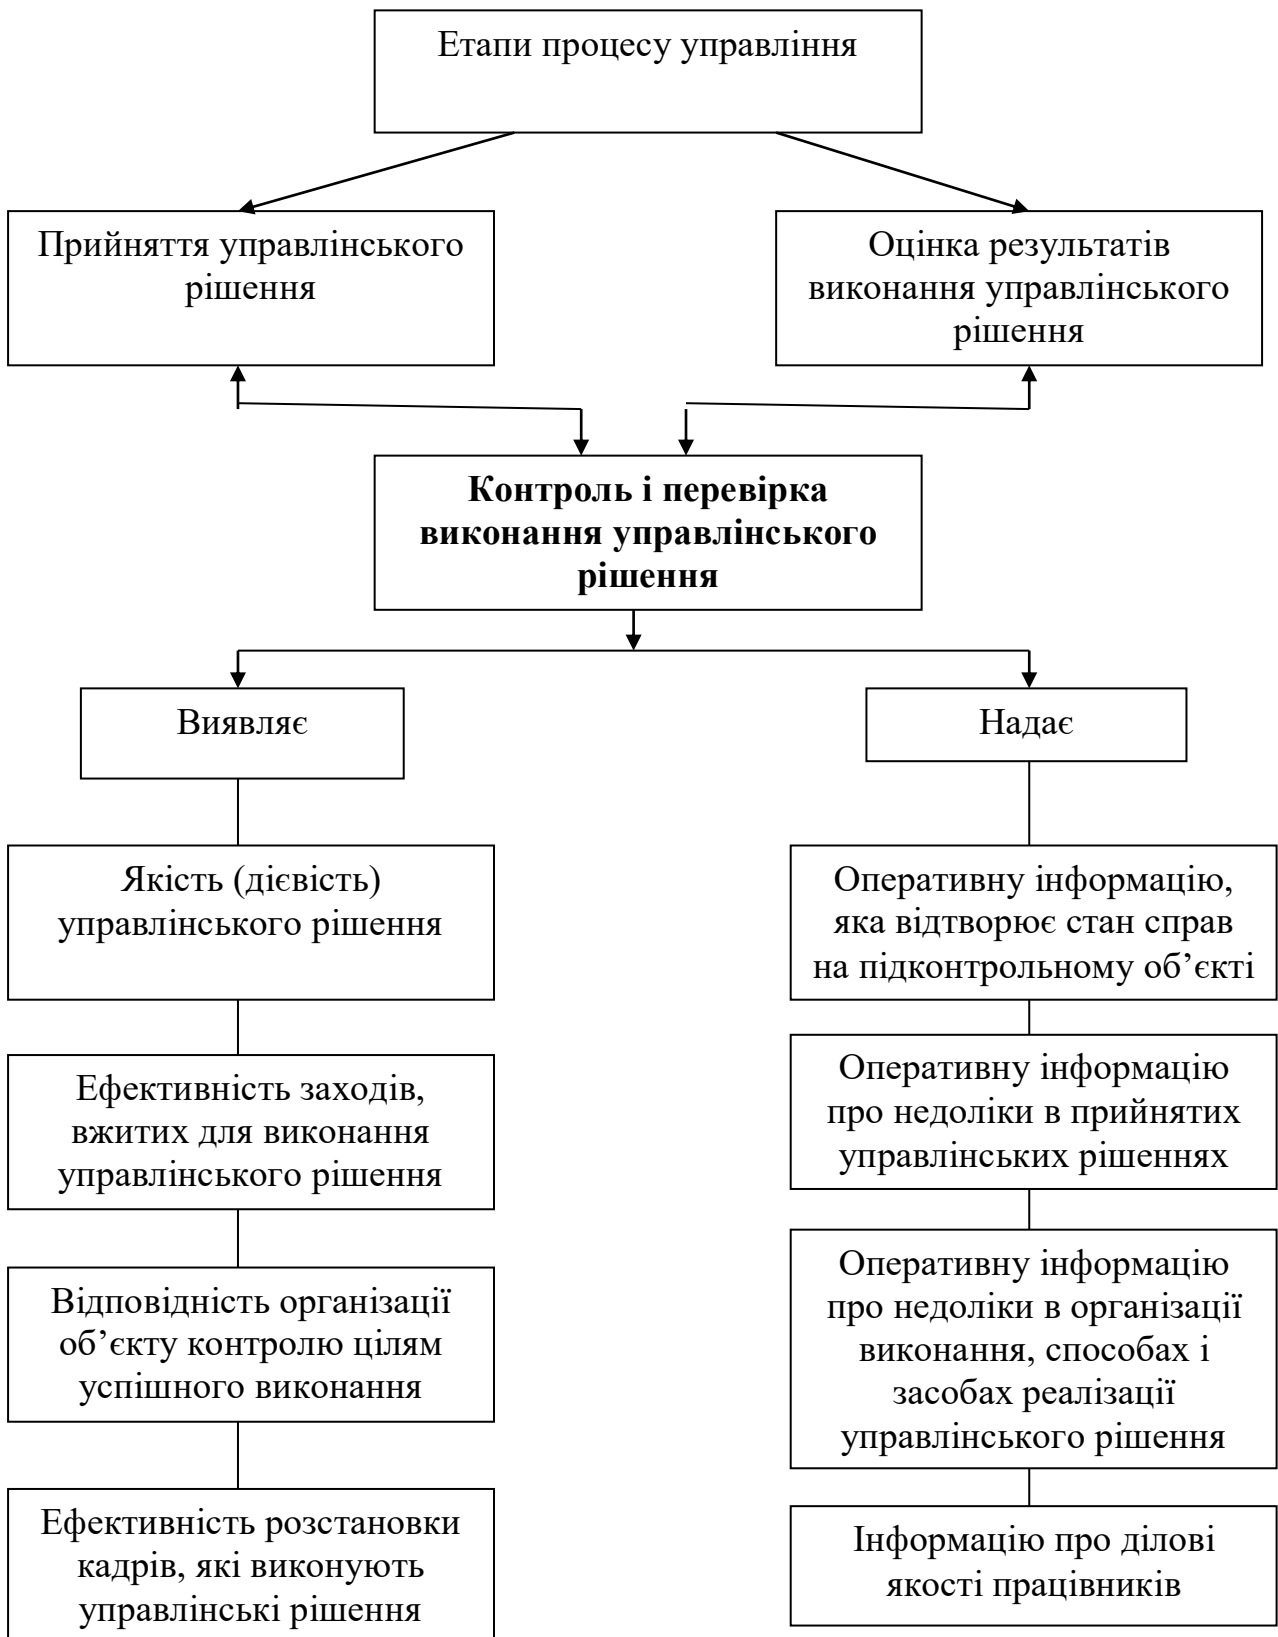 Етапи процесу управління
Прийняття управлінського
рішення
Оцінка результатів
виконання управлінського
рішення
Контроль і перевірка
виконання управлінського
рішення
Виявляє
Надає
Якість (дієвість)
управлінського рішення
Ефективність заходів,
вжитих для виконання
управлінського рішення
Відповідність організації
об’єкту контролю цілям
успішного виконання
Ефективність розстановки
кадрів, які виконують
управлінські рішення
Оперативну інформацію,
яка відтворює стан справ
на підконтрольному об’єкті
Оперативну інформацію
про недоліки в прийнятих
управлінських рішеннях
Оперативну інформацію
про недоліки в організації
виконання, способах і
засобах реалізації
управлінського рішення
Інформацію про ділові
якості працівників